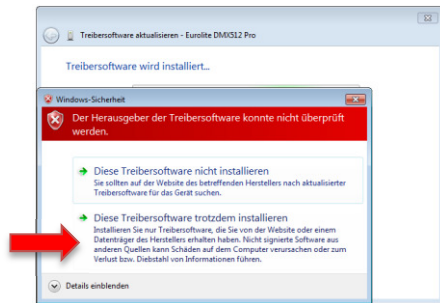 Treibersoftware aktualisieren - Eurolite DMX512 Pro
Treibersoftware wird installiert...
Windows-Sicherheit
Der Herausgeber der Treibersoftware konnte nicht überprüft
werden.
Diese Treibersoftware nicht installieren
Sie sollten auf der Website des betreffenden Herstellers nach aktualisierter
Treibersoftware für das Gerät suchen.
Diese Treibersoftware trotzdem installieren
Installieren Sie nur Treibersoftware, die Sie von der Website oder einem
Datenträger des Herstellers erhalten haben. Nicht signierte Software aus
anderen Quellen kann Schäden auf dem Computer verursachen oder zum
Verlust bzw. Diebstahl von Informationen führen.
Details einblenden